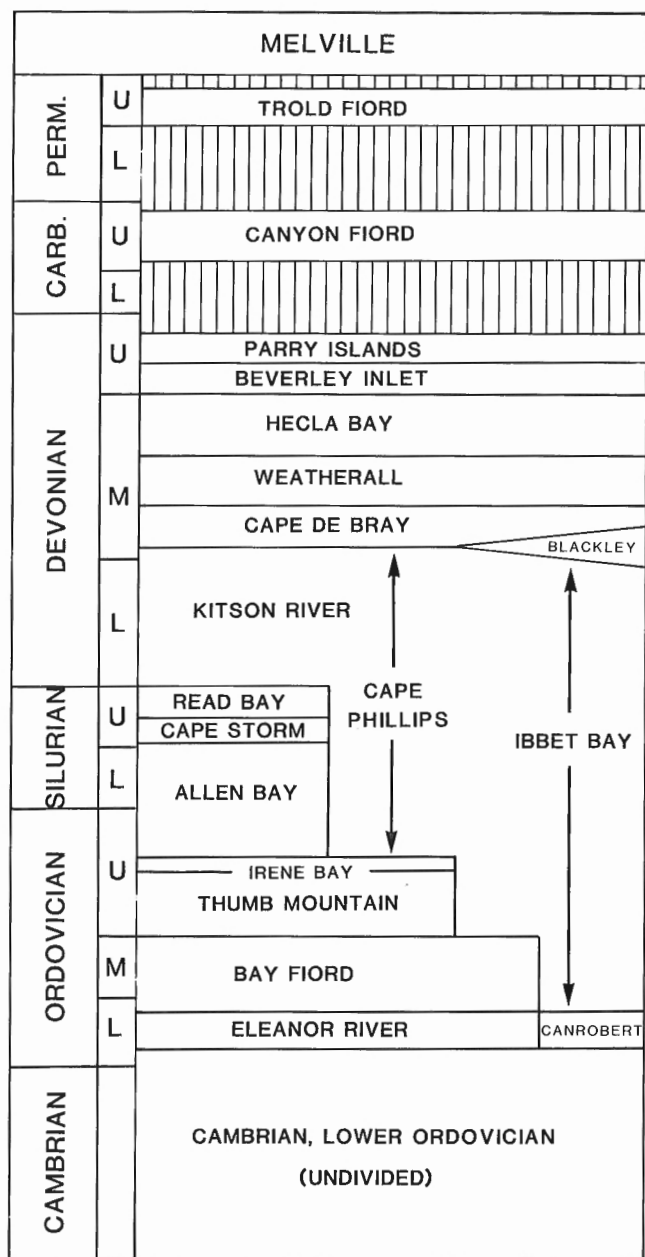 MELVILLE
PERM.
U
TROLD FIORD
L
CARB.
U
CANYON FIORD
L
DEVONIAN
U
PARRY ISLANDS
BEVERLEY INLET
M
HECLA BAY
WEATHERALL
CAPE DE BRAY
BLACKLEY
L
KITSON RIVER
CAPE
PHILLIPS
IBBET BAY
SILURIAN
U
READ BAY
CAPE STORM
L
ALLEN BAY
ORDOVICIAN
U
IRENE BAY
THUMB MOUNTAIN
M
BAY FIORD
L
ELEANOR RIVER
CANROBERT
CAMBRIAN
CAMBRIAN, LOWER ORDOVICIAN
(UNDIVIDED)